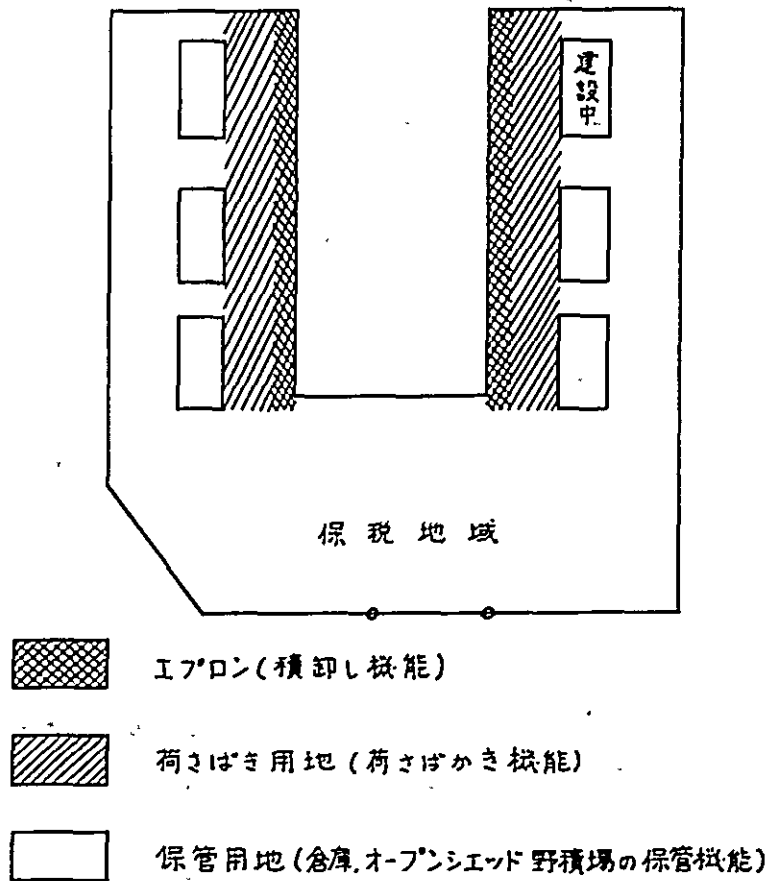 建設中
保税地域
エプロン(積卸し機能)
荷さばき用地(荷さばかき機能)
保管用地(倉庫,オープンシェッド野積場の保管機能)